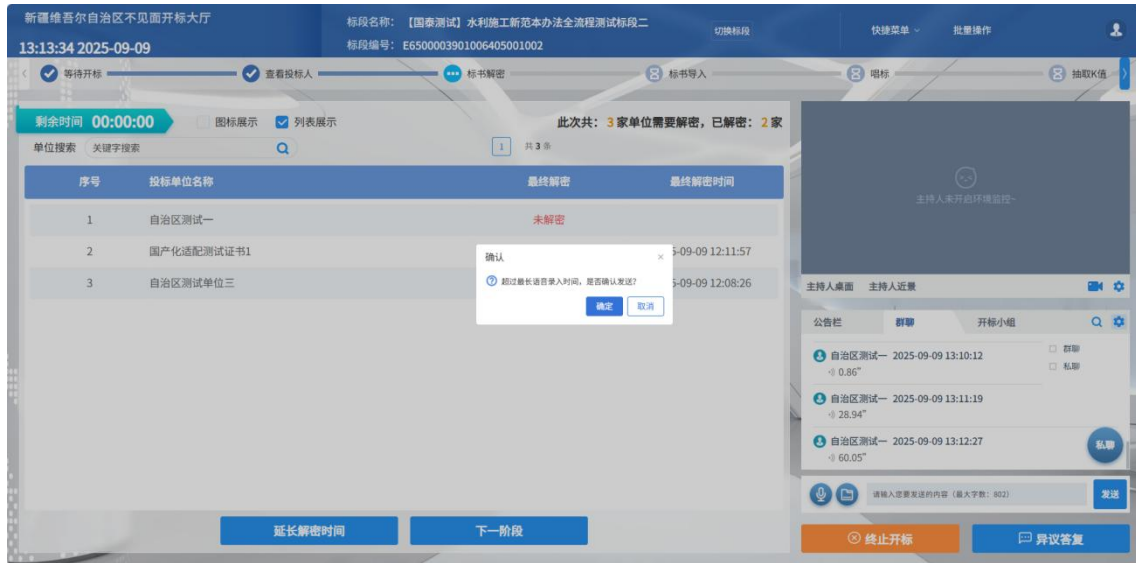 新疆维吾尔自治区不见面开标大厅
13:13:34 2025-09-09
标段名称： 【国泰测试】水利施工新范本办法全流程测试标段二
标段编号： E6500003901006405001002
切换标段
快捷菜单
批量操作
等待开标
查看投标人
标书解密
标书导入
唱标
抽取K值
剩余时间 00:00:00
图标展示
列表展示
此次共： 3 家单位需要解密，已解密： 2 家
单位搜索
关键字搜索
1
共 3 条
序号 投标单位名称 最终解密 最终解密时间
1 自治区测试一 未解密
2 国产化适配测试证书1 5-09-09 12:11:57
3 自治区测试单位三 5-09-09 12:08:26
确认 ×
超过最长语音录入时间，是否确认发送?
确定 取消
延长解密时间
下一阶段
主持人未开启环境监控~
主持人桌面 主持人近景
公告栏 群聊 开标小组
群聊
私聊
自治区测试一 2025-09-09 13:10:12
0.86"
自治区测试一 2025-09-09 13:11:19
28.94"
自治区测试一 2025-09-09 13:12:27
60.05"
私聊
请输入您要发送的内容（最大字数：802）
发送
终止开标
异议答复